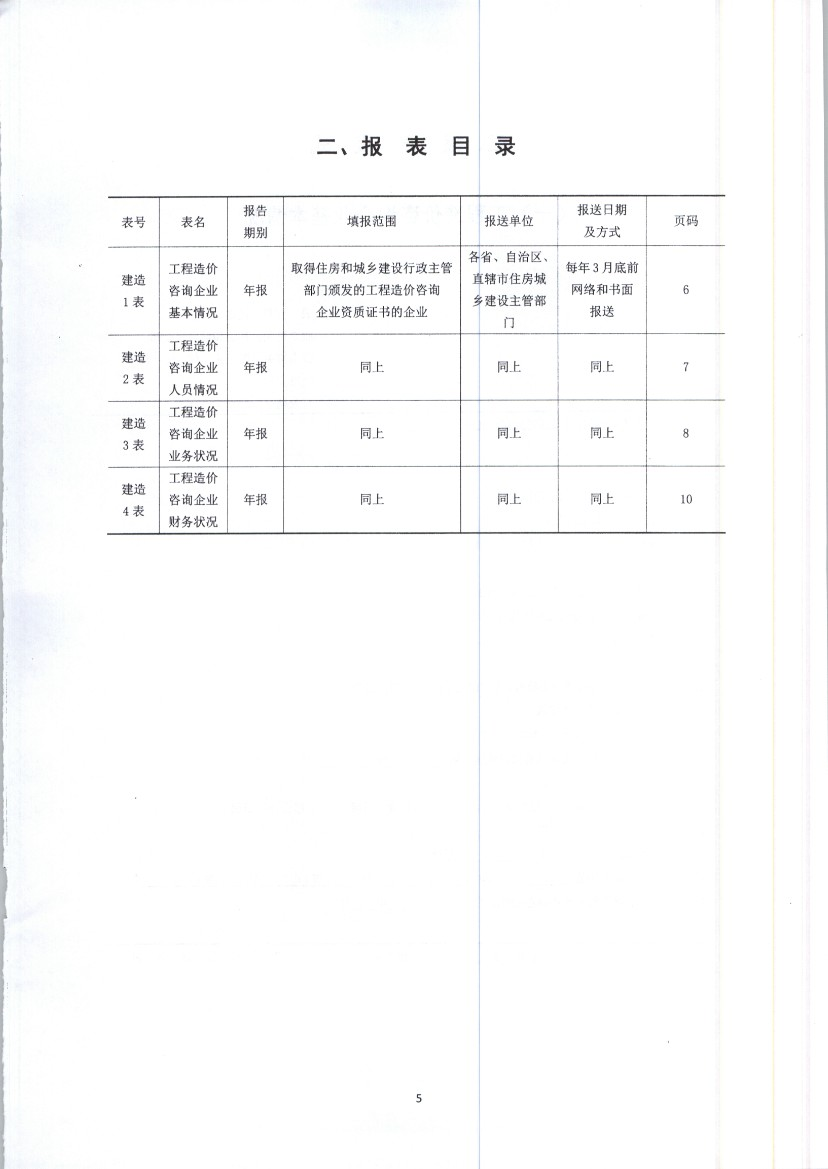 二、报 表 目 录
表号 表名 报告期别 填报范围 报送单位 报送日期及方式 页码
建造1表 工程造价咨询企业基本情况 年报 取得住房和城乡建设行政主管部门颁发的工程造价咨询企业资质证书的企业 各省、自治区、直辖市住房城乡建设主管部门 每年3月底前网络和书面报送 6
建造2表 工程造价咨询企业人员情况 年报 同上 同上 同上 7
建造3表 工程造价咨询企业业务状况 年报 同上 同上 同上 8
建造4表 工程造价咨询企业财务状况 年报 同上 同上 同上 10
5